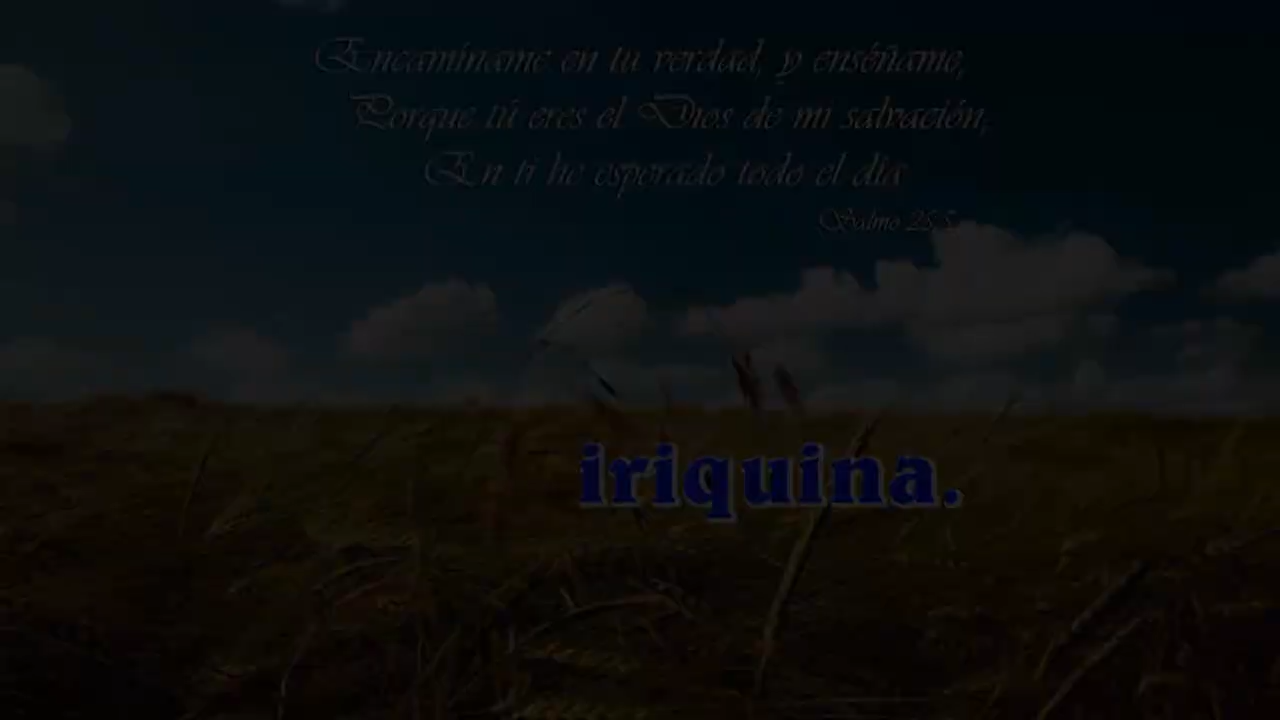 Encamíname en tu verdad, y enséñame,
Porque tú eres el Dios de mi salvación,
En ti he esperado todo el día
Salmo 25:5
iriquina.